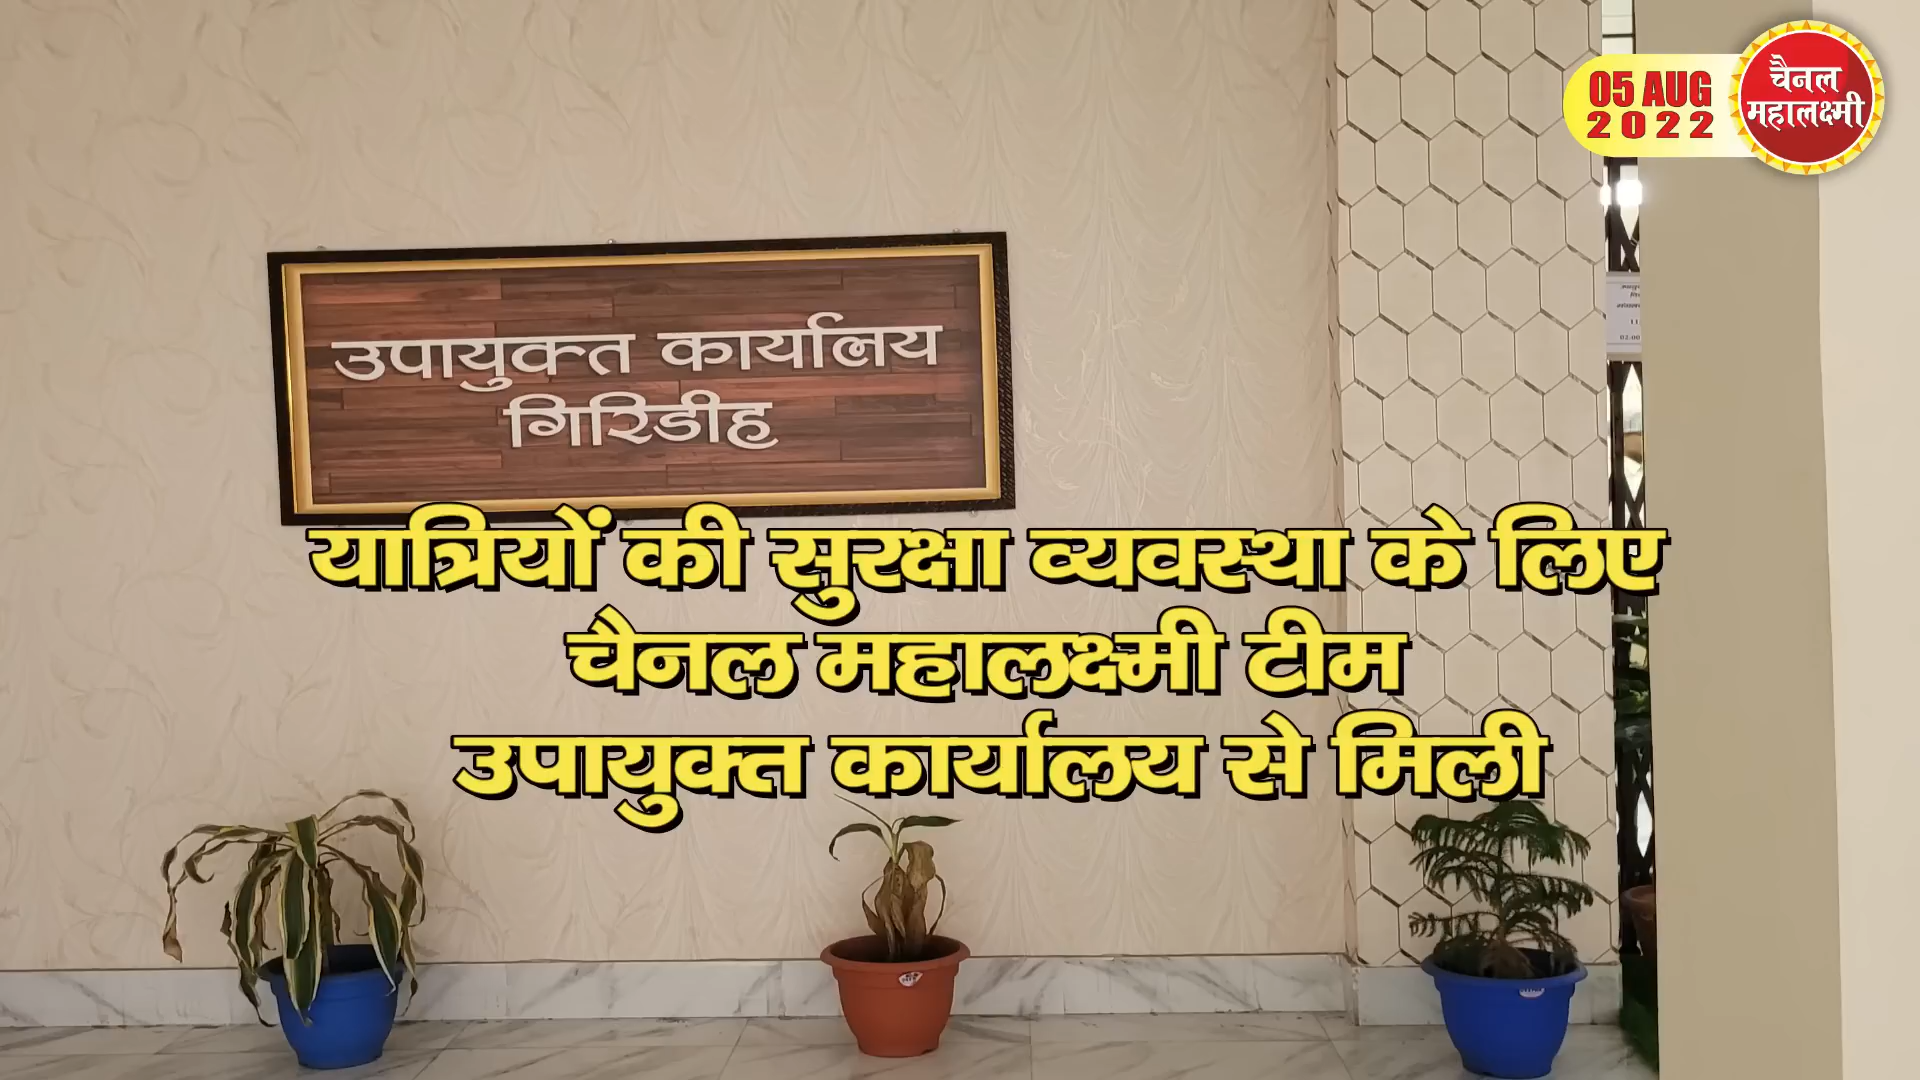 05 AUG
2022
चैनल
महालक्ष्मी
उपायुक्त कार्यालय
गिरिडीह
यात्रियों की सुरक्षा व्यवस्था के लिए
चैनल महालक्ष्मी टीम
उपायुक्त कार्यालय से मिली